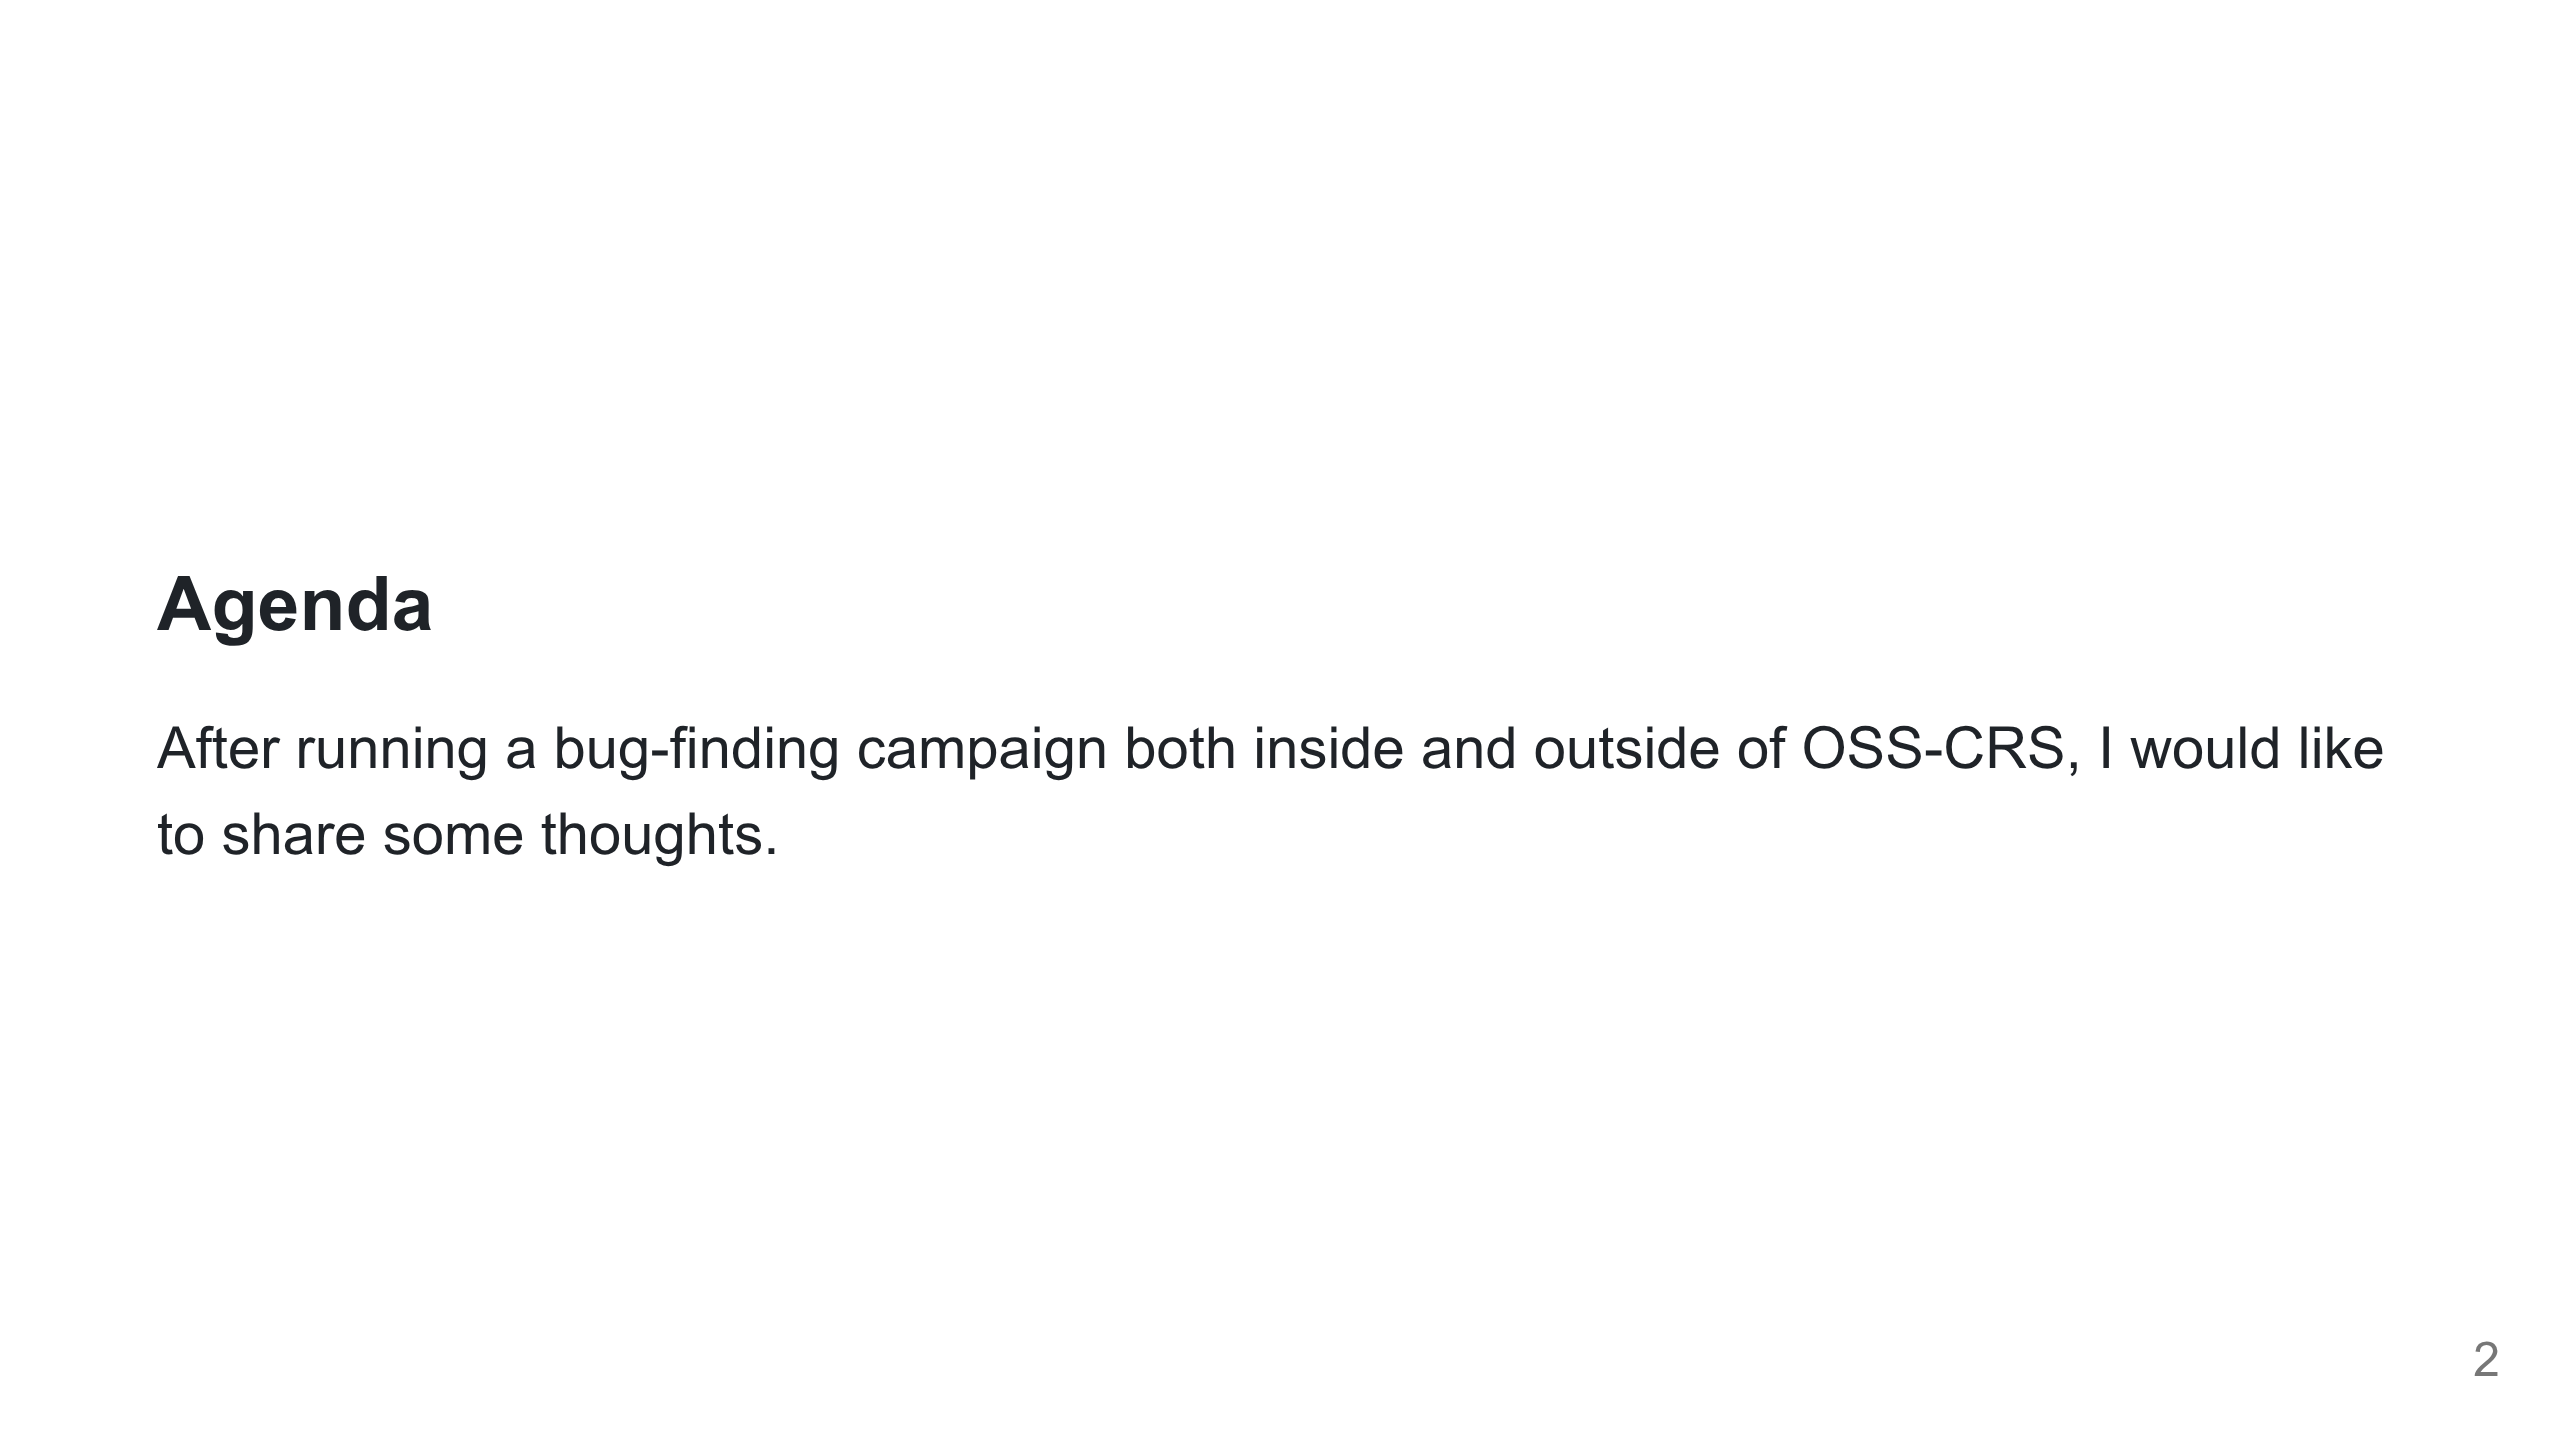 Agenda
After running a bug-finding campaign both inside and outside of OSS-CRS, I would like
to share some thoughts.
2